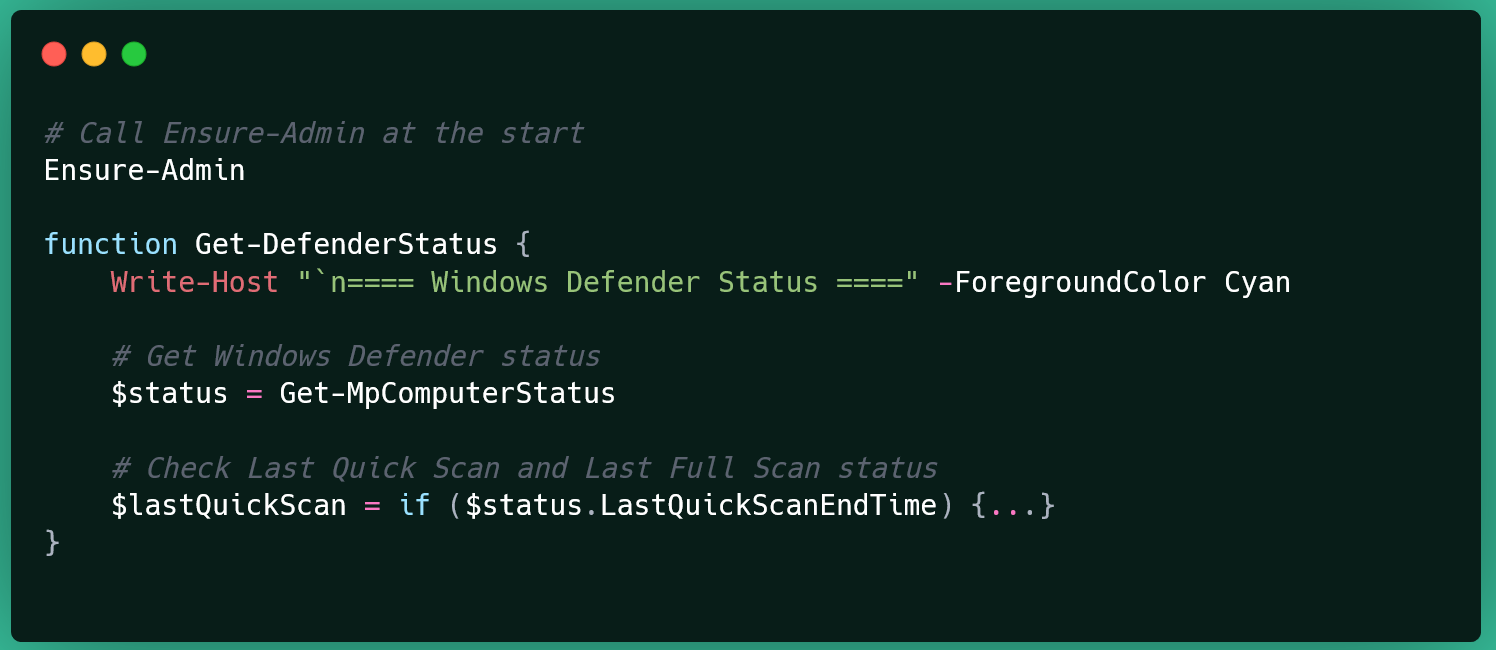 # Call Ensure-Admin at the start
Ensure-Admin
function Get-DefenderStatus {
Write-Host "`n==== Windows Defender Status ====" -ForegroundColor Cyan
# Get Windows Defender status
$status = Get-MpComputerStatus
# Check Last Quick Scan and Last Full Scan status
$lastQuickScan = if ($status.LastQuickScanEndTime) {...}
}